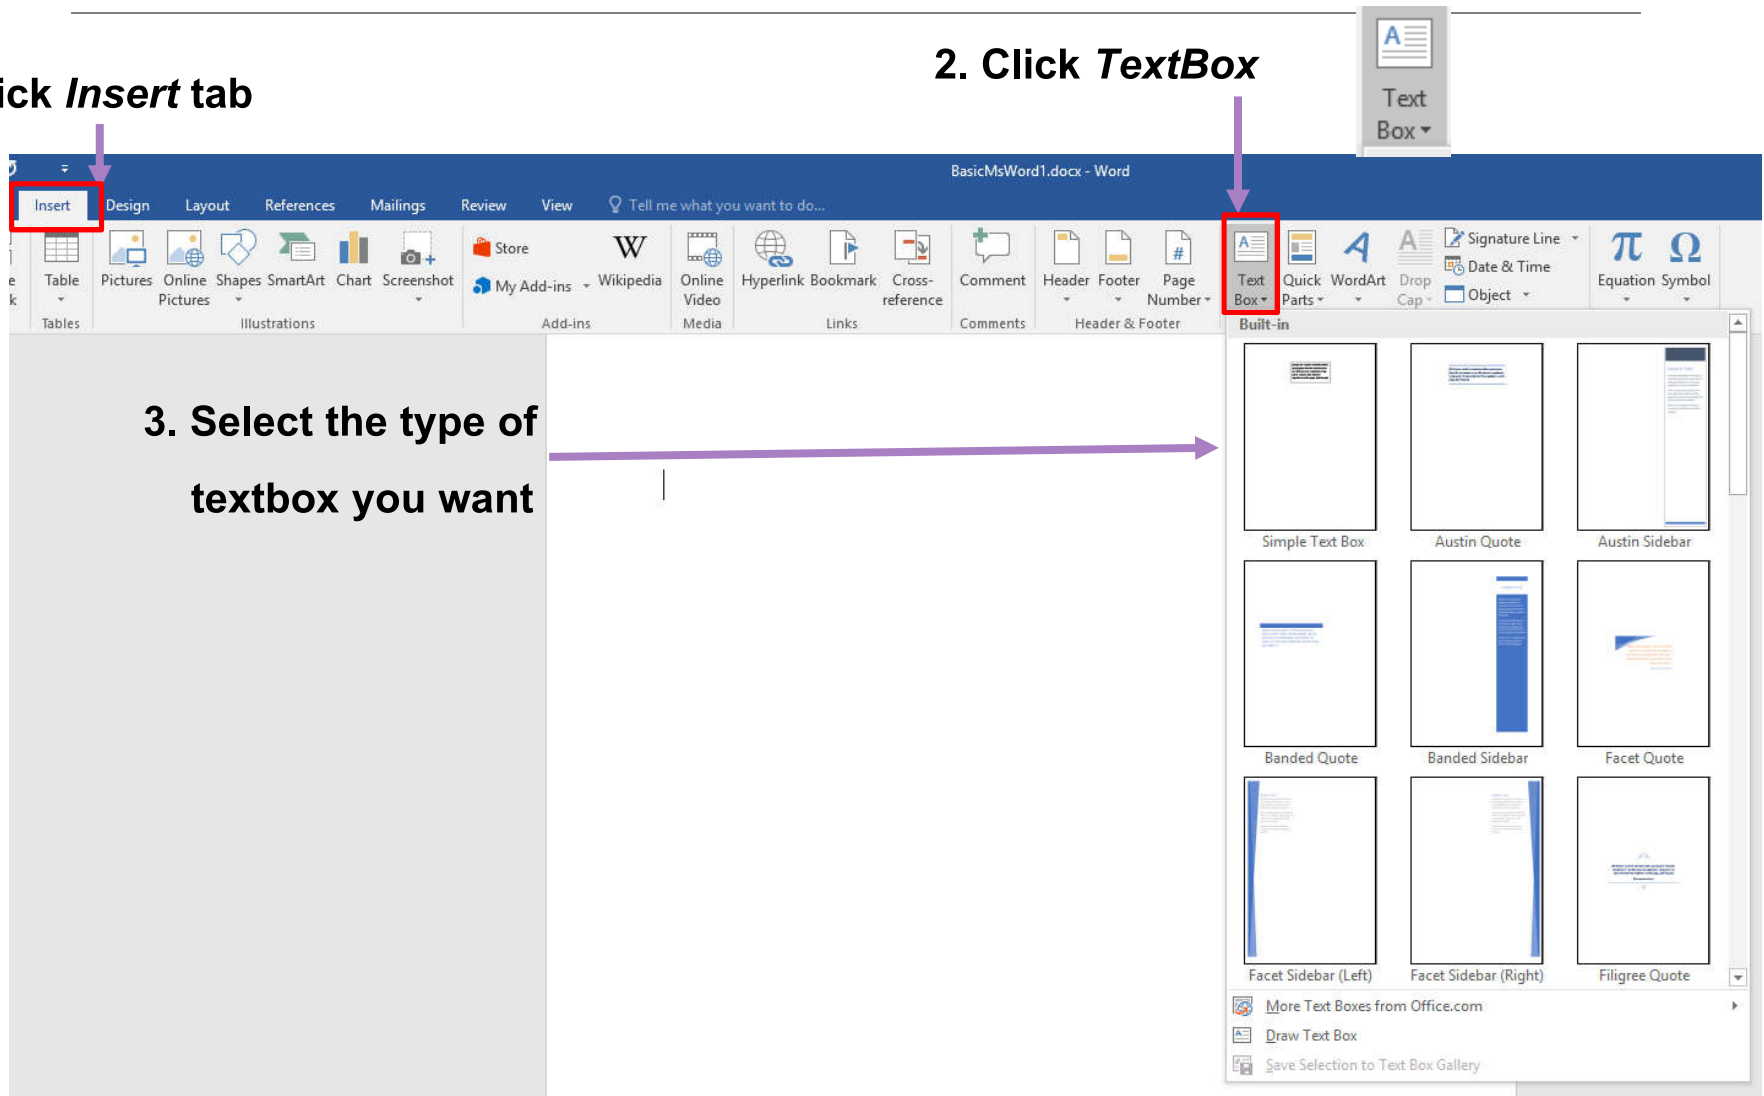 2. Click TextBox
Text
Box
ick Insert tab
BasicMsWord1.docx - Word
Insert Design Layout References Mailings Review View Tell me what you want to do...
Table Pictures Online Pictures Shapes SmartArt Chart Screenshot
Store
My Add-ins
W Wikipedia
Online Video
Hyperlink Bookmark Cross-reference
Comment
Header Footer Page Number
Text Box
Quick Parts
WordArt
Drop Cap
Signature Line
Date & Time
Object
π Equation Ω Symbol
Tables Illustrations Add-ins Media Links Comments Header & Footer
Built-in
3. Select the type of
textbox you want
Simple Text Box Austin Quote Austin Sidebar
Banded Quote Banded Sidebar Facet Quote
Facet Sidebar (Left) Facet Sidebar (Right) Filigree Quote
More Text Boxes from Office.com
Draw Text Box
Save Selection to Text Box Gallery